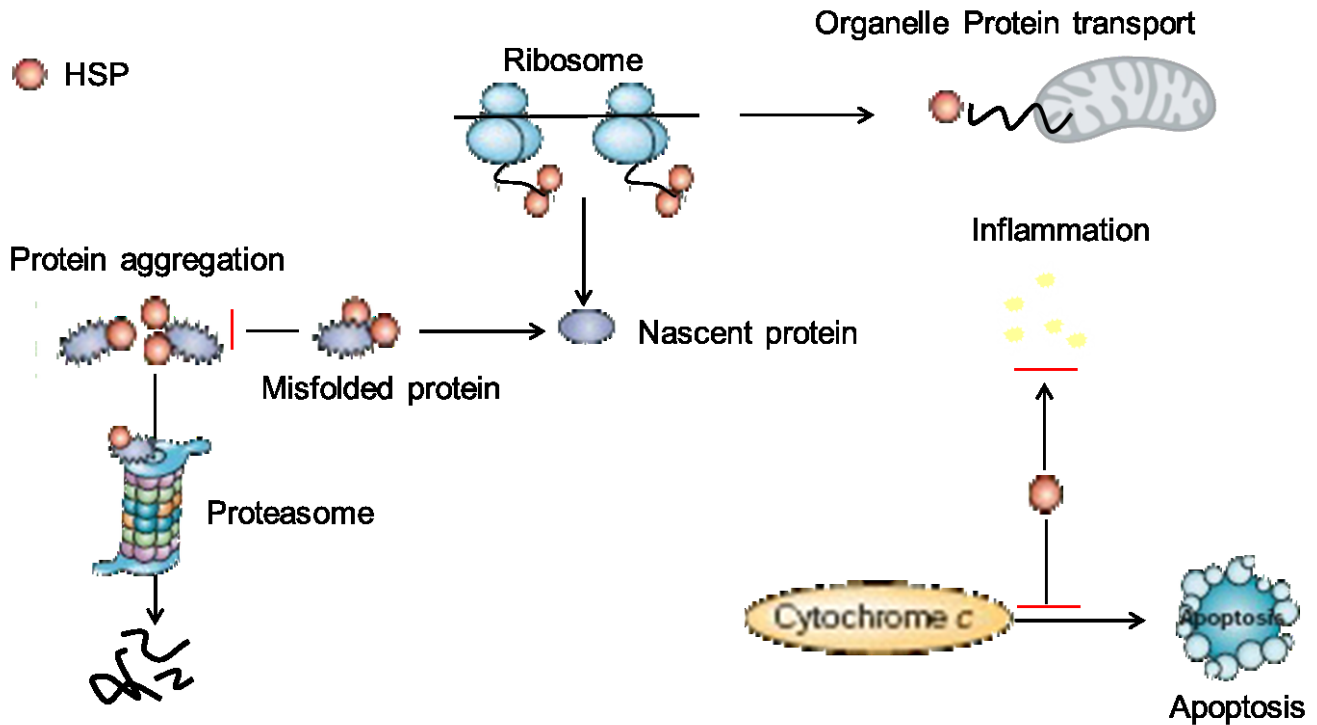 Organelle Protein transport
HSP
Ribosome
Inflammation
Protein aggregation
Nascent protein
Misfolded protein
Proteasome
Cytochrome c
Apoptosis
Apoptosis